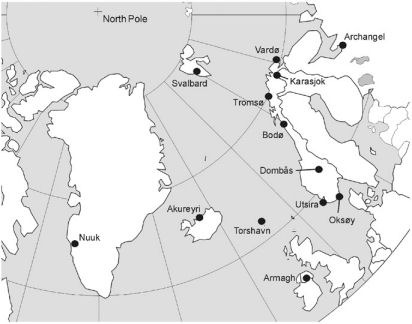 North Pole
Archangel
Vardø
Svalbard
Karasjok
Tromsø
Bodø
Dombås
Utsira
Oksøy
Akureyri
Torshavn
Nuuk
Armagh